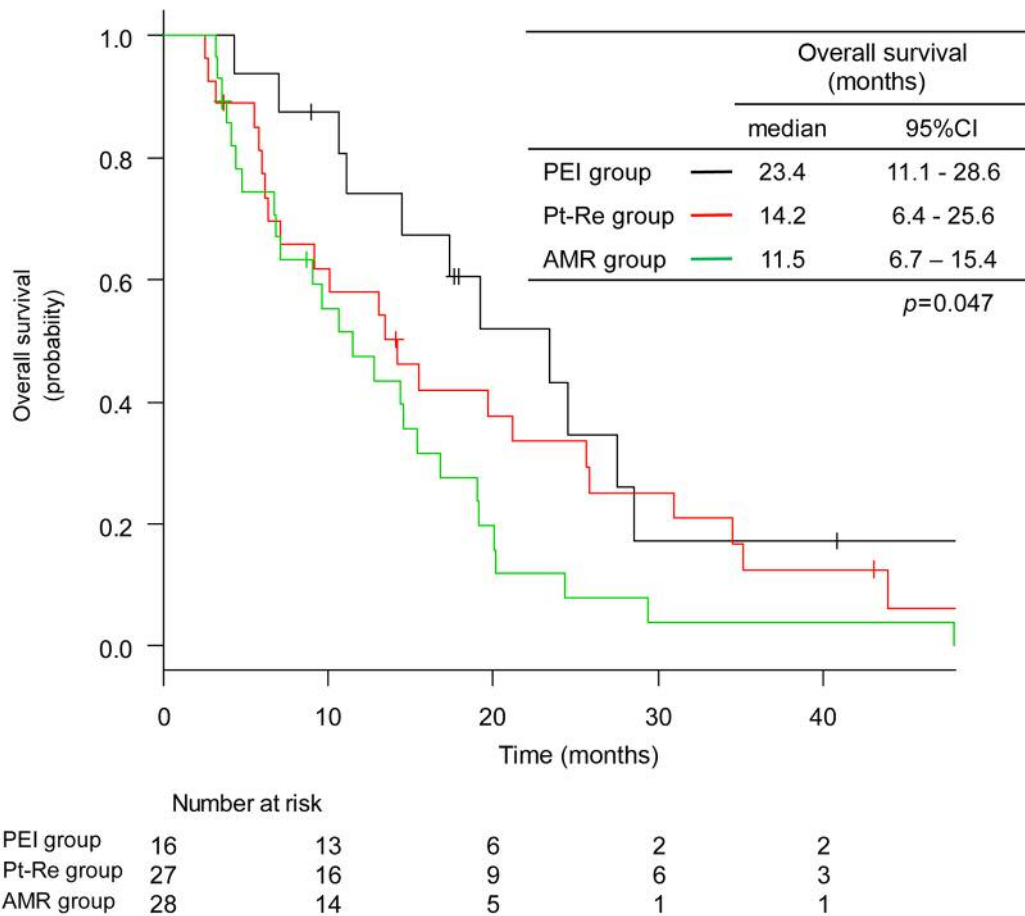 Overall survival
(months)
median 95%CI
PEI group 23.4 11.1 - 28.6
Pt-Re group 14.2 6.4 - 25.6
AMR group 11.5 6.7 – 15.4
p=0.047
1.0
0.8
0.6
0.4
0.2
0.0
Overall survival
(probabiity)
0 10 20 30 40
Time (months)
Number at risk
PEI group 16 13 6 2 2
Pt-Re group 27 16 9 6 3
AMR group 28 14 5 1 1